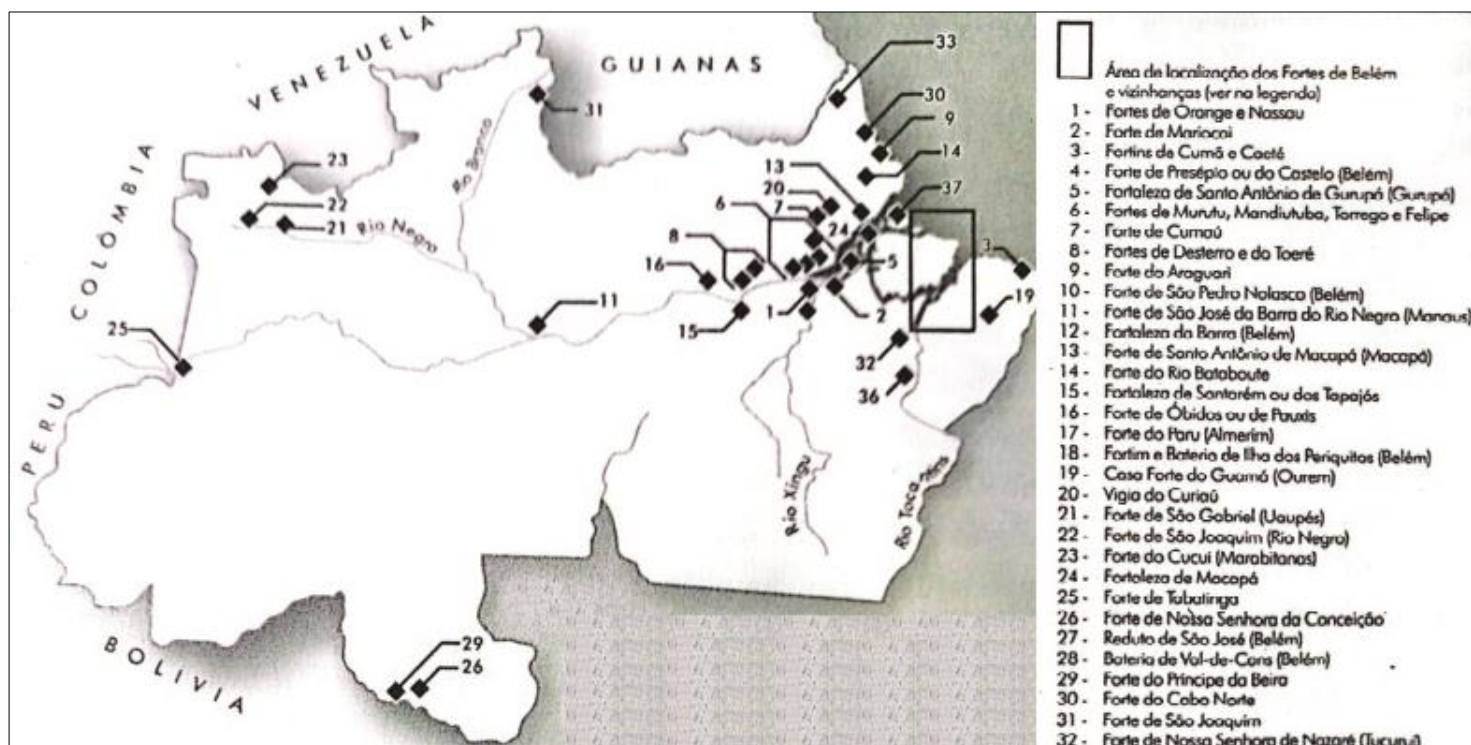 VENEZUELA
GUIANAS
COLÔMBIA
PERU
BOLÍVIA
Rio Branco
Rio Negro
Rio Xingu
Rio Tocantins
33
30
31
9
23
13
14
20
37
6
7
22
24
21
8
3
16
5
11
19
25
1
2
15
32
36
29
26
Área de localização dos Fortes de Belém
e vizinhanças (ver na legenda)
1 - Fortes de Orange e Nassau
2 - Forte de Mariocai
3 - Fortins de Cumã e Caeté
4 - Forte de Presépio ou do Castelo (Belém)
5 - Fortaleza de Santo Antônio de Gurupá (Gurupá)
6 - Fortes de Murutu, Mandiutuba, Torrego e Felipe
7 - Forte de Cumaú
8 - Fortes de Desterro e do Toeré
9 - Forte do Araguari
10 - Forte de São Pedro Nolasco (Belém)
11 - Forte de São José da Barra do Rio Negro (Manaus)
12 - Fortaleza da Barra (Belém)
13 - Forte de Santo Antônio de Macapá (Macapá)
14 - Forte do Rio Bataboute
15 - Fortaleza de Santarém ou dos Tapajós
16 - Forte de Óbidos ou de Pauxis
17 - Forte do Paru (Almerim)
18 - Fortim e Bateria de Ilha dos Periquitos (Belém)
19 - Casa Forte do Guamá (Ourem)
20 - Vigia do Curiaú
21 - Forte de São Gabriel (Uaupés)
22 - Forte de São Joaquim (Rio Negro)
23 - Forte do Cucuí (Marabitanas)
24 - Fortaleza de Macapá
25 - Forte de Tabatinga
26 - Forte de Nossa Senhora da Conceição
27 - Reduto de São José (Belém)
28 - Bateria de Val-de-Cans (Belém)
29 - Forte do Príncipe da Beira
30 - Forte do Cabo Norte
31 - Forte de São Joaquim
32 - Forte de Nossa Senhora de Nazaré (Tucuruí)